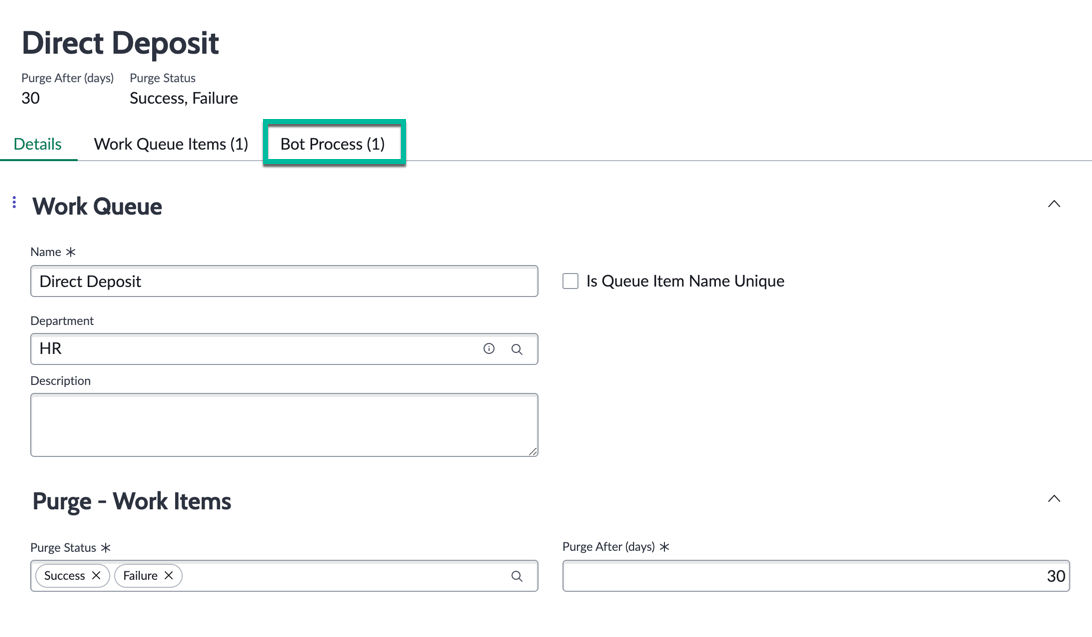 Direct Deposit
Purge After (days) Purge Status
30 Success, Failure
Details Work Queue Items (1) Bot Process (1)
Work Queue
Name *
Direct Deposit Is Queue Item Name Unique
Department
HR
Description
Purge - Work Items
Purge Status * Purge After (days) *
Success × Failure × 30